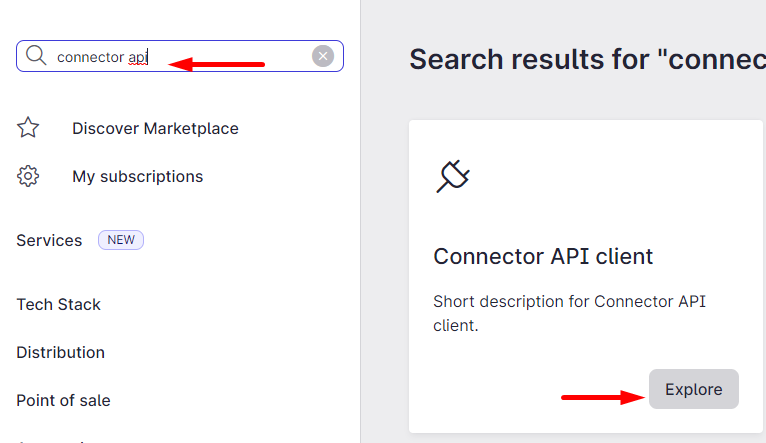 connector api
Discover Marketplace
My subscriptions
Services NEW
Tech Stack
Distribution
Point of sale
Search results for "connec
Connector API client
Short description for Connector API
client.
Explore